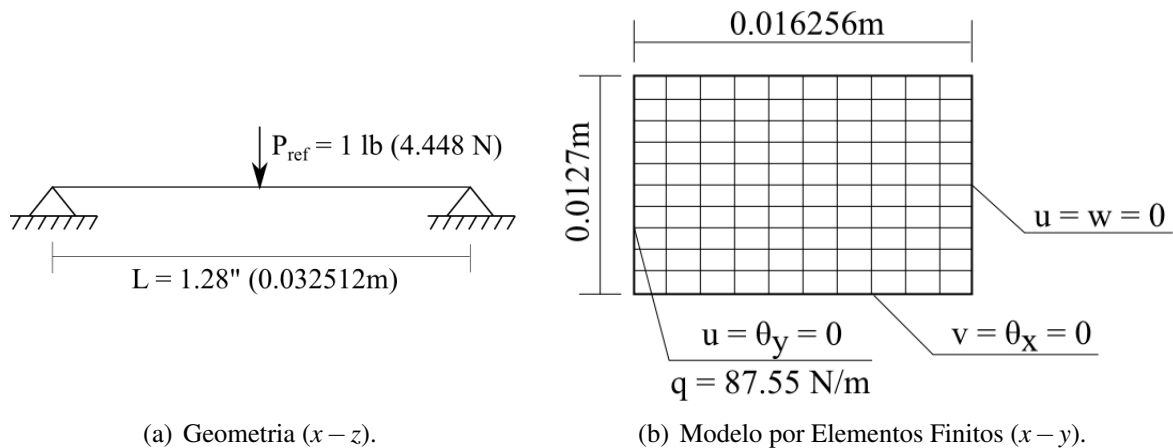 P_ref = 1 lb (4.448 N)
L = 1.28" (0.032512m)
(a) Geometria (x − z).
0.016256m
0.0127m
u = w = 0
u = θ_y = 0
q = 87.55 N/m
v = θ_x = 0
(b) Modelo por Elementos Finitos (x − y).